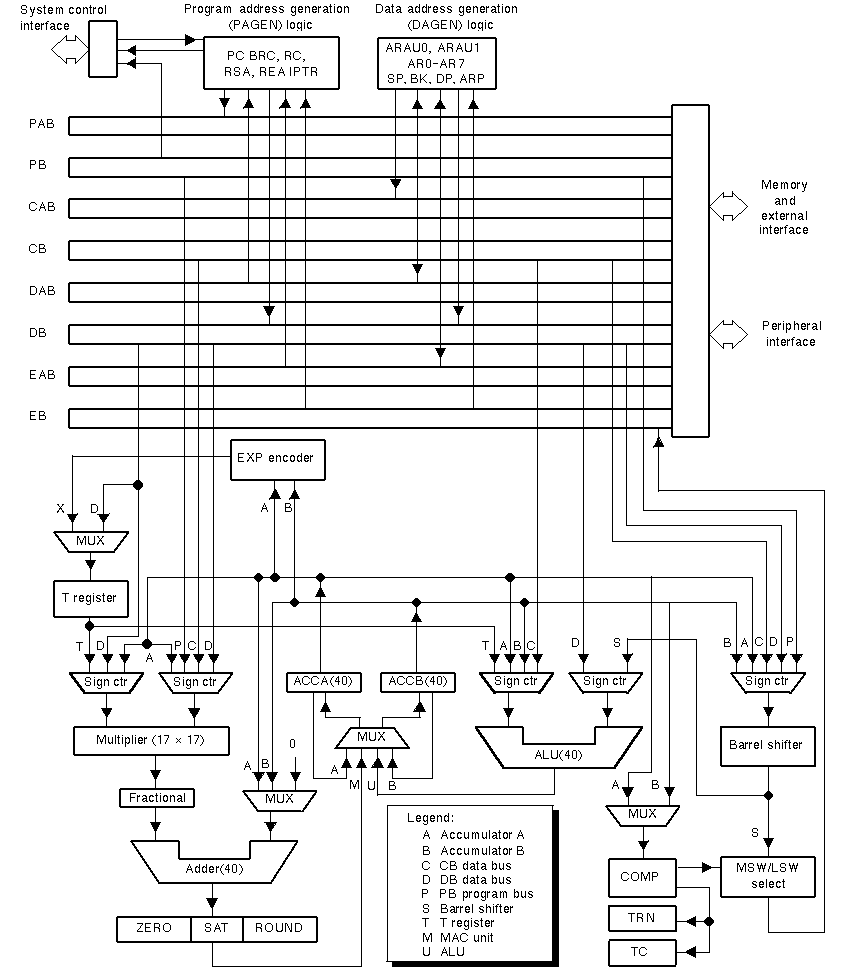 System control
interface
Program address generation
(PAGEN) logic
Data address generation
(DAGEN) logic
PC BRC, RC,
RSA, REA IPTR
ARAU0, ARAU1
AR0-AR7
SP, BK, DP, ARP
PAB
PB
CAB
CB
DAB
DB
EAB
EB
Memory
and
external
interface
Peripheral
interface
EXP encoder
A B
X D
MUX
T register
T D A P C D
T A B C
D S
B A C D P
Sign ctr
Sign ctr
ACCA(40)
ACCB(40)
Sign ctr
Sign ctr
Sign ctr
Multiplier (17 × 17)
MUX
ALU(40)
Barrel shifter
A B 0
A M U B
Fractional
MUX
A B
MUX
S
Adder(40)
COMP
MSW/LSW
select
ZERO SAT ROUND
TRN
TC
Legend:
A Accumulator A
B Accumulator B
C CB data bus
D DB data bus
P PB program bus
S Barrel shifter
T T register
M MAC unit
U ALU